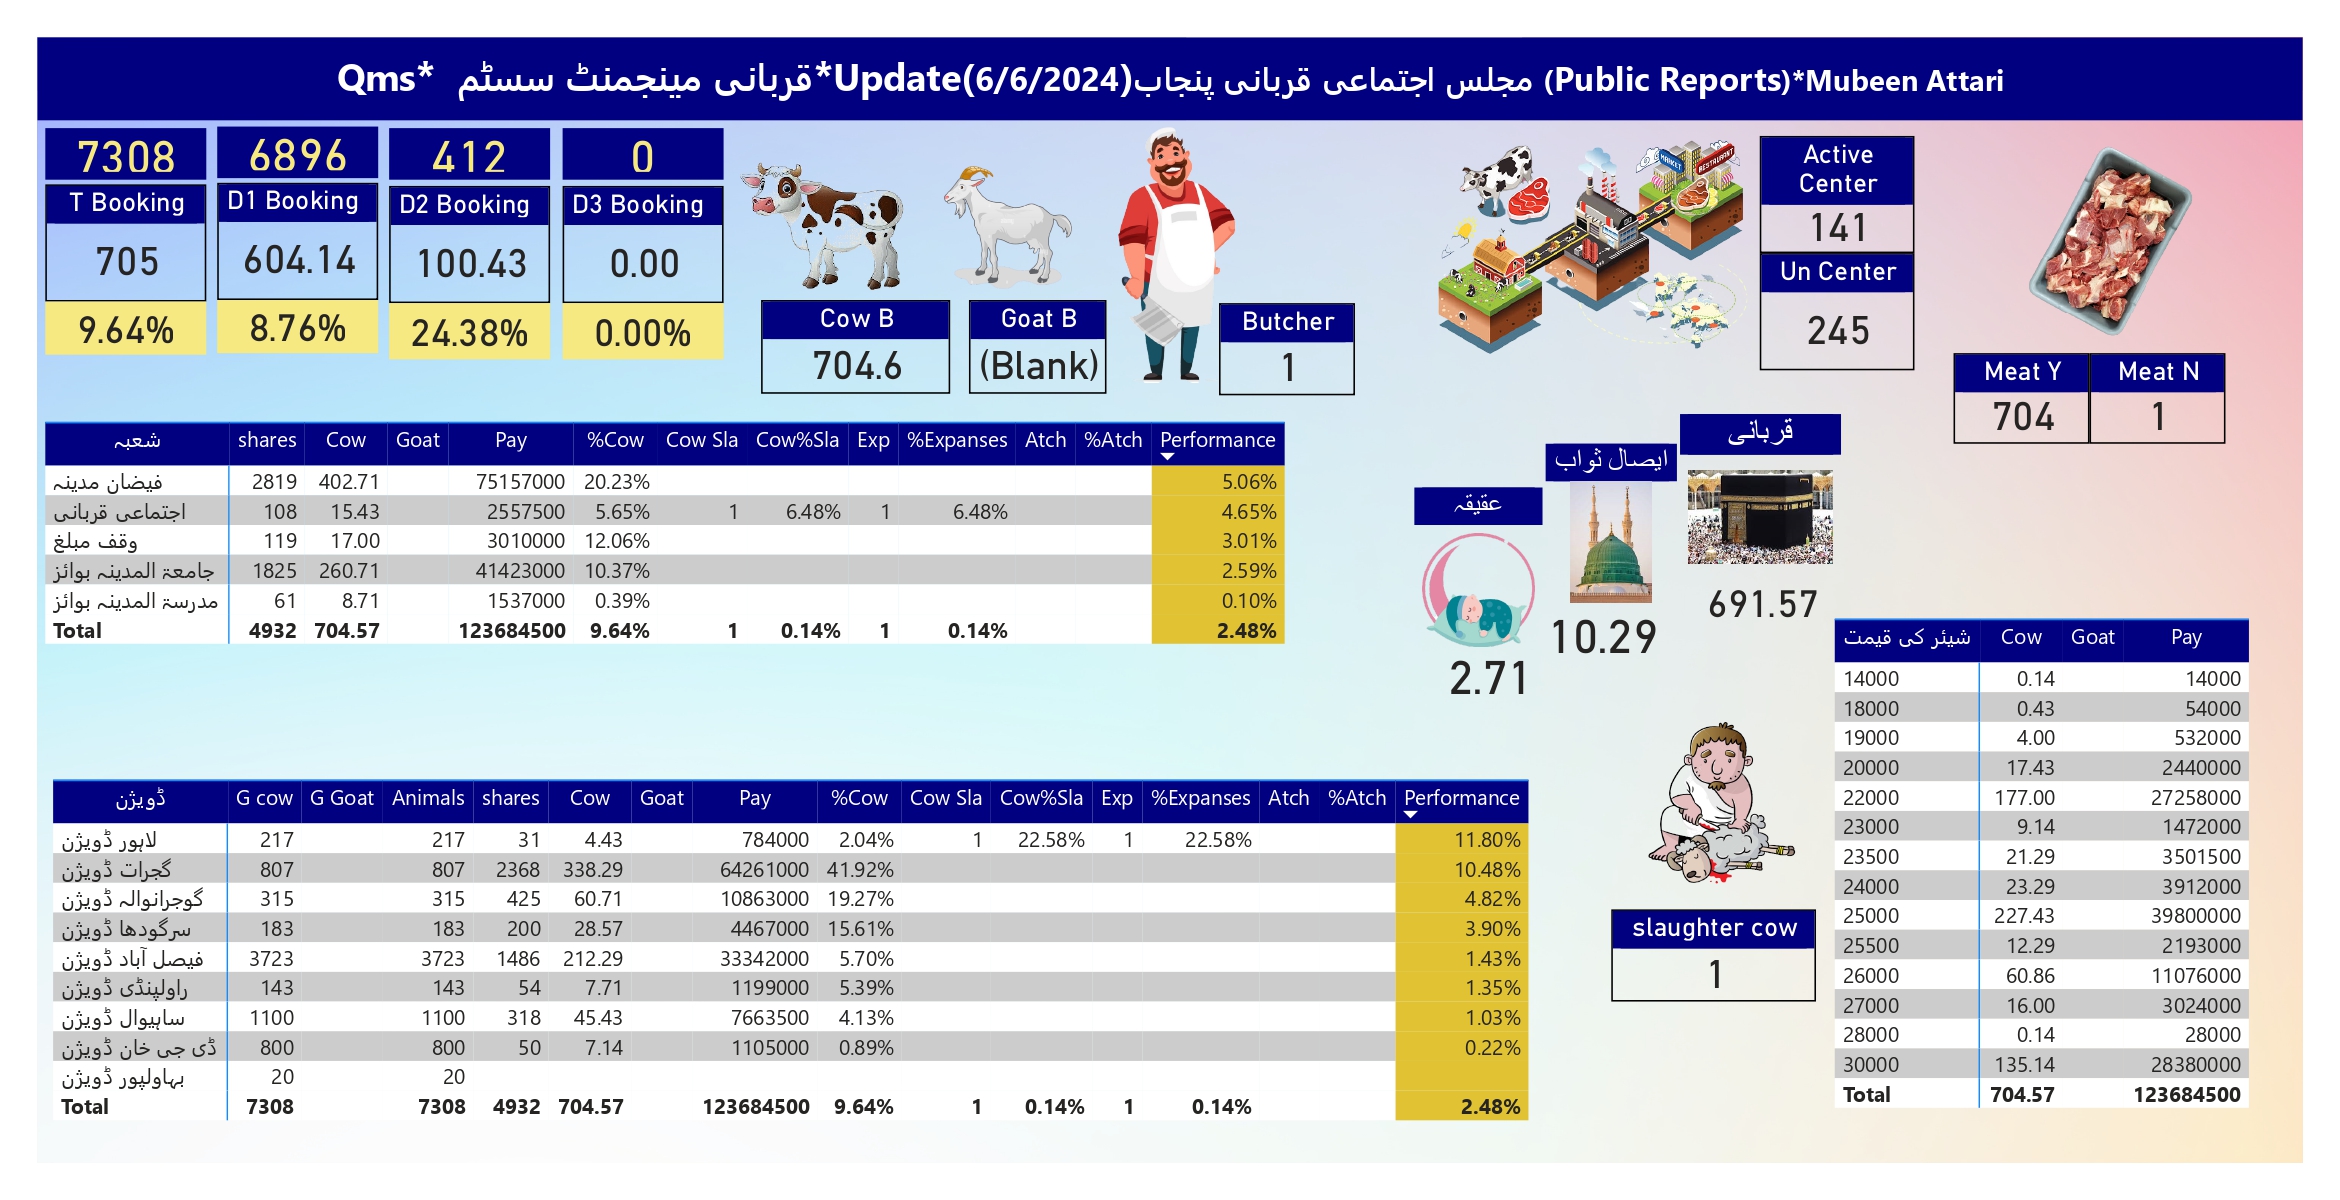 Qms* قربانی مینجمنٹ سسٹم*Update(6/6/2024)مجلس اجتماعی قربانی پنجاب (Public Reports)*Mubeen Attari
7308 6896 412 0
T Booking D1 Booking D2 Booking D3 Booking
705 604.14 100.43 0.00
9.64% 8.76% 24.38% 0.00%
Cow B
704.6
Goat B
(Blank)
Butcher
1
MARKET
RESTAURANT
Active Center
141
Un Center
245
Meat Y Meat N
704 1
شعبہ shares Cow Goat Pay %Cow Cow Sla Cow%Sla Exp %Expanses Atch %Atch Performance
فیضان مدینہ 2819 402.71 75157000 20.23% 5.06%
اجتماعی قربانی 108 15.43 2557500 5.65% 1 6.48% 1 6.48% 4.65%
وقف مبلغ 119 17.00 3010000 12.06% 3.01%
جامعۃ المدینہ بوائز 1825 260.71 41423000 10.37% 2.59%
مدرسۃ المدینہ بوائز 61 8.71 1537000 0.39% 0.10%
Total 4932 704.57 123684500 9.64% 1 0.14% 1 0.14% 2.48%
عقیقہ
2.71
ایصال ثواب
10.29
قربانی
691.57
ڈویژن G cow G Goat Animals shares Cow Goat Pay %Cow Cow Sla Cow%Sla Exp %Expanses Atch %Atch Performance
لاہور ڈویژن 217 217 31 4.43 784000 2.04% 1 22.58% 1 22.58% 11.80%
گجرات ڈویژن 807 807 2368 338.29 64261000 41.92% 10.48%
گوجرانوالہ ڈویژن 315 315 425 60.71 10863000 19.27% 4.82%
سرگودھا ڈویژن 183 183 200 28.57 4467000 15.61% 3.90%
فیصل آباد ڈویژن 3723 3723 1486 212.29 33342000 5.70% 1.43%
راولپنڈی ڈویژن 143 143 54 7.71 1199000 5.39% 1.35%
ساہیوال ڈویژن 1100 1100 318 45.43 7663500 4.13% 1.03%
ڈی جی خان ڈویژن 800 800 50 7.14 1105000 0.89% 0.22%
بہاولپور ڈویژن 20 20
Total 7308 7308 4932 704.57 123684500 9.64% 1 0.14% 1 0.14% 2.48%
slaughter cow
1
شیئر کی قیمت Cow Goat Pay
14000 0.14 14000
18000 0.43 54000
19000 4.00 532000
20000 17.43 2440000
22000 177.00 27258000
23000 9.14 1472000
23500 21.29 3501500
24000 23.29 3912000
25000 227.43 39800000
25500 12.29 2193000
26000 60.86 11076000
27000 16.00 3024000
28000 0.14 28000
30000 135.14 28380000
Total 704.57 123684500